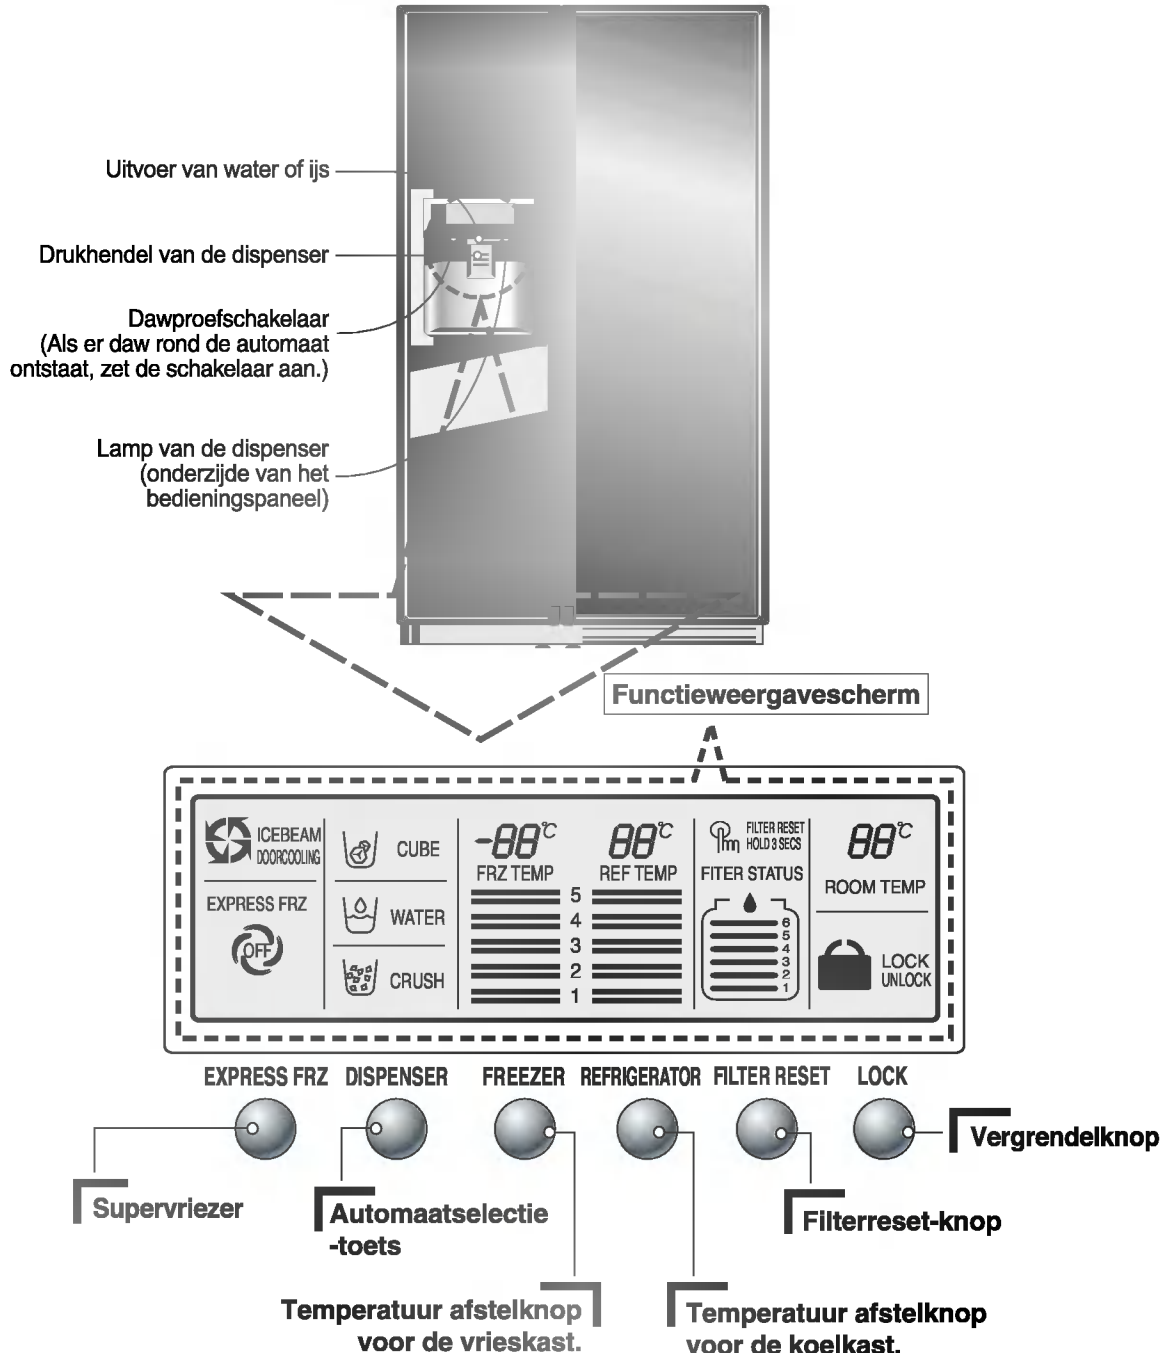 Uitvoer van water of ijs
Drukhendel van de dispenser
Dawproefschakelaar
(Als er daw rond de automaat
ontstaat, zet de schakelaar aan.)
Lamp van de dispenser
(onderzijde van het
bedieningspaneel)
Functieweergavescherm
ICEBEAM
DOORCOOLING
EXPRESS FRZ
OFF
CUBE
WATER
CRUSH
-88°C
FRZ TEMP
88°C
REF TEMP
5
4
3
2
1
FILTER RESET
HOLD 3 SECS
FITER STATUS
6
5
4
3
2
1
88°C
ROOM TEMP
LOCK
UNLOCK
EXPRESS FRZ DISPENSER FREEZER REFRIGERATOR FILTER RESET LOCK
Vergrendelknop
Supervriezer
Automaatselectie
-toets
Filterreset-knop
Temperatuur afstelknop
voor de vrieskast.
Temperatuur afstelknop
voor de koelkast.